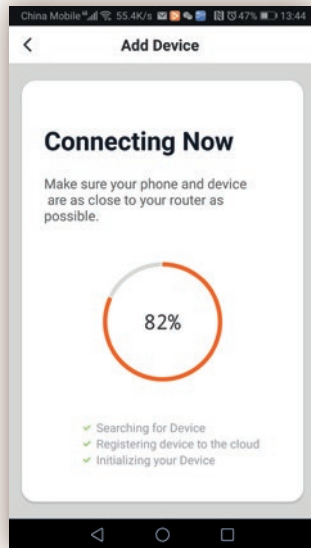 China Mobile 4G 55.4K/s 47% 13:44
Add Device
Connecting Now
Make sure your phone and device
are as close to your router as
possible.
82%
Searching for Device
Registering device to the cloud
Initializing your Device